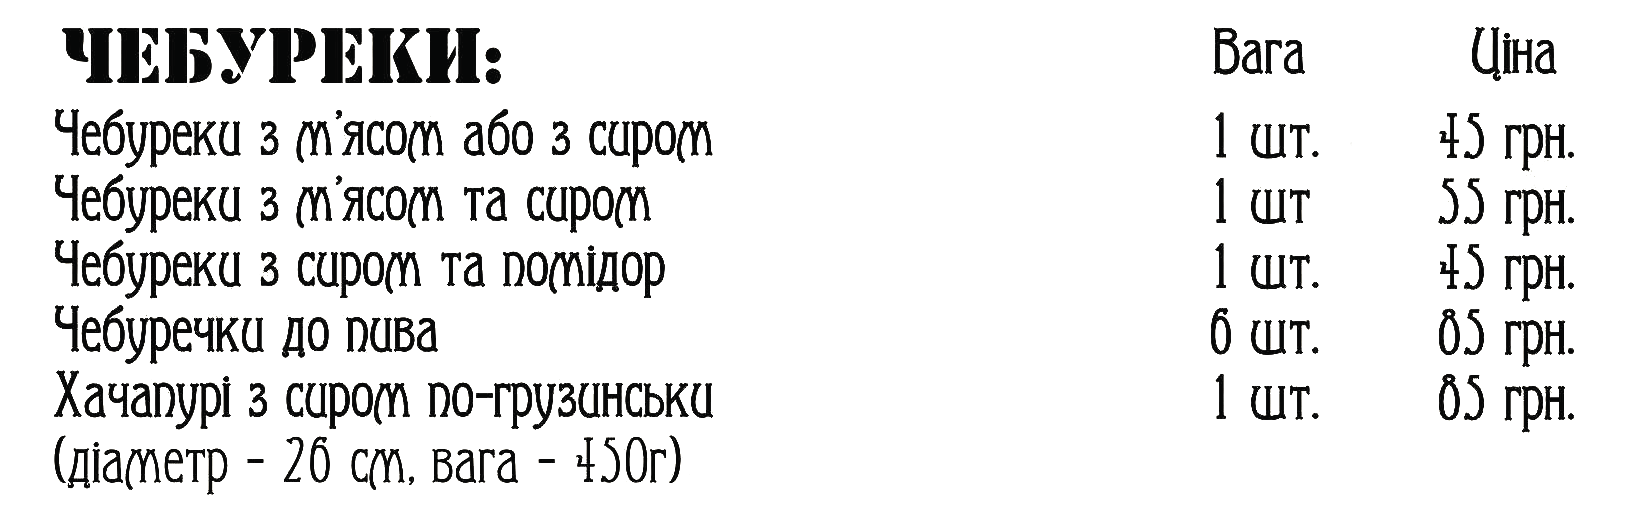 ЧЕБУРЕКИ: Вага Ціна
Чебуреки з м'ясом або з сиром 1 шт. 45 грн.
Чебуреки з м'ясом та сиром 1 шт 55 грн.
Чебуреки з сиром та помідор 1 шт. 45 грн.
Чебуречки до пива 6 шт. 85 грн.
Хачапурі з сиром по-грузинськи 1 шт. 85 грн.
(діаметр - 26 см, вага - 450г)